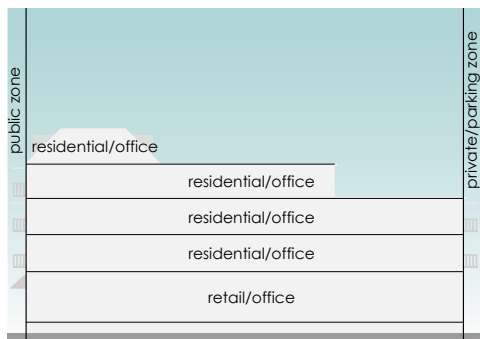 public zone
private/parking zone
residential/office
residential/office
residential/office
residential/office
retail/office